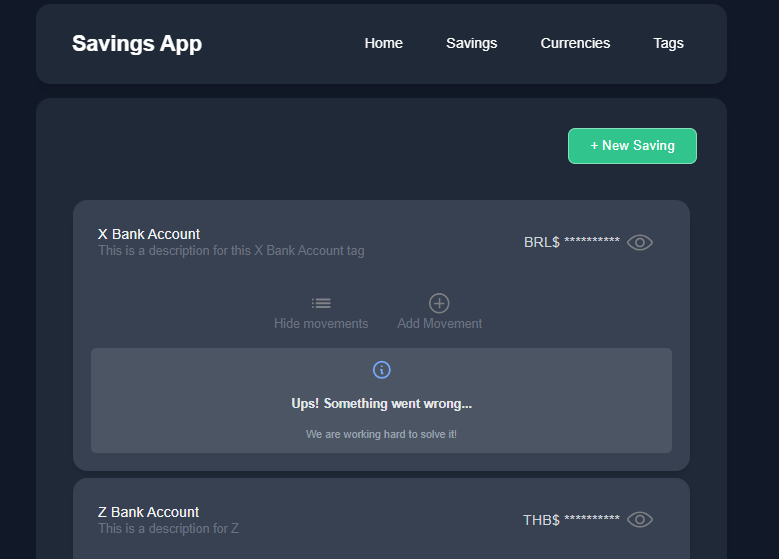 Savings App
Home Savings Currencies Tags
+ New Saving
X Bank Account
This is a description for this X Bank Account tag
BRL$ **********
Hide movements Add Movement
Ups! Something went wrong...
We are working hard to solve it!
Z Bank Account
This is a description for Z
THB$ **********